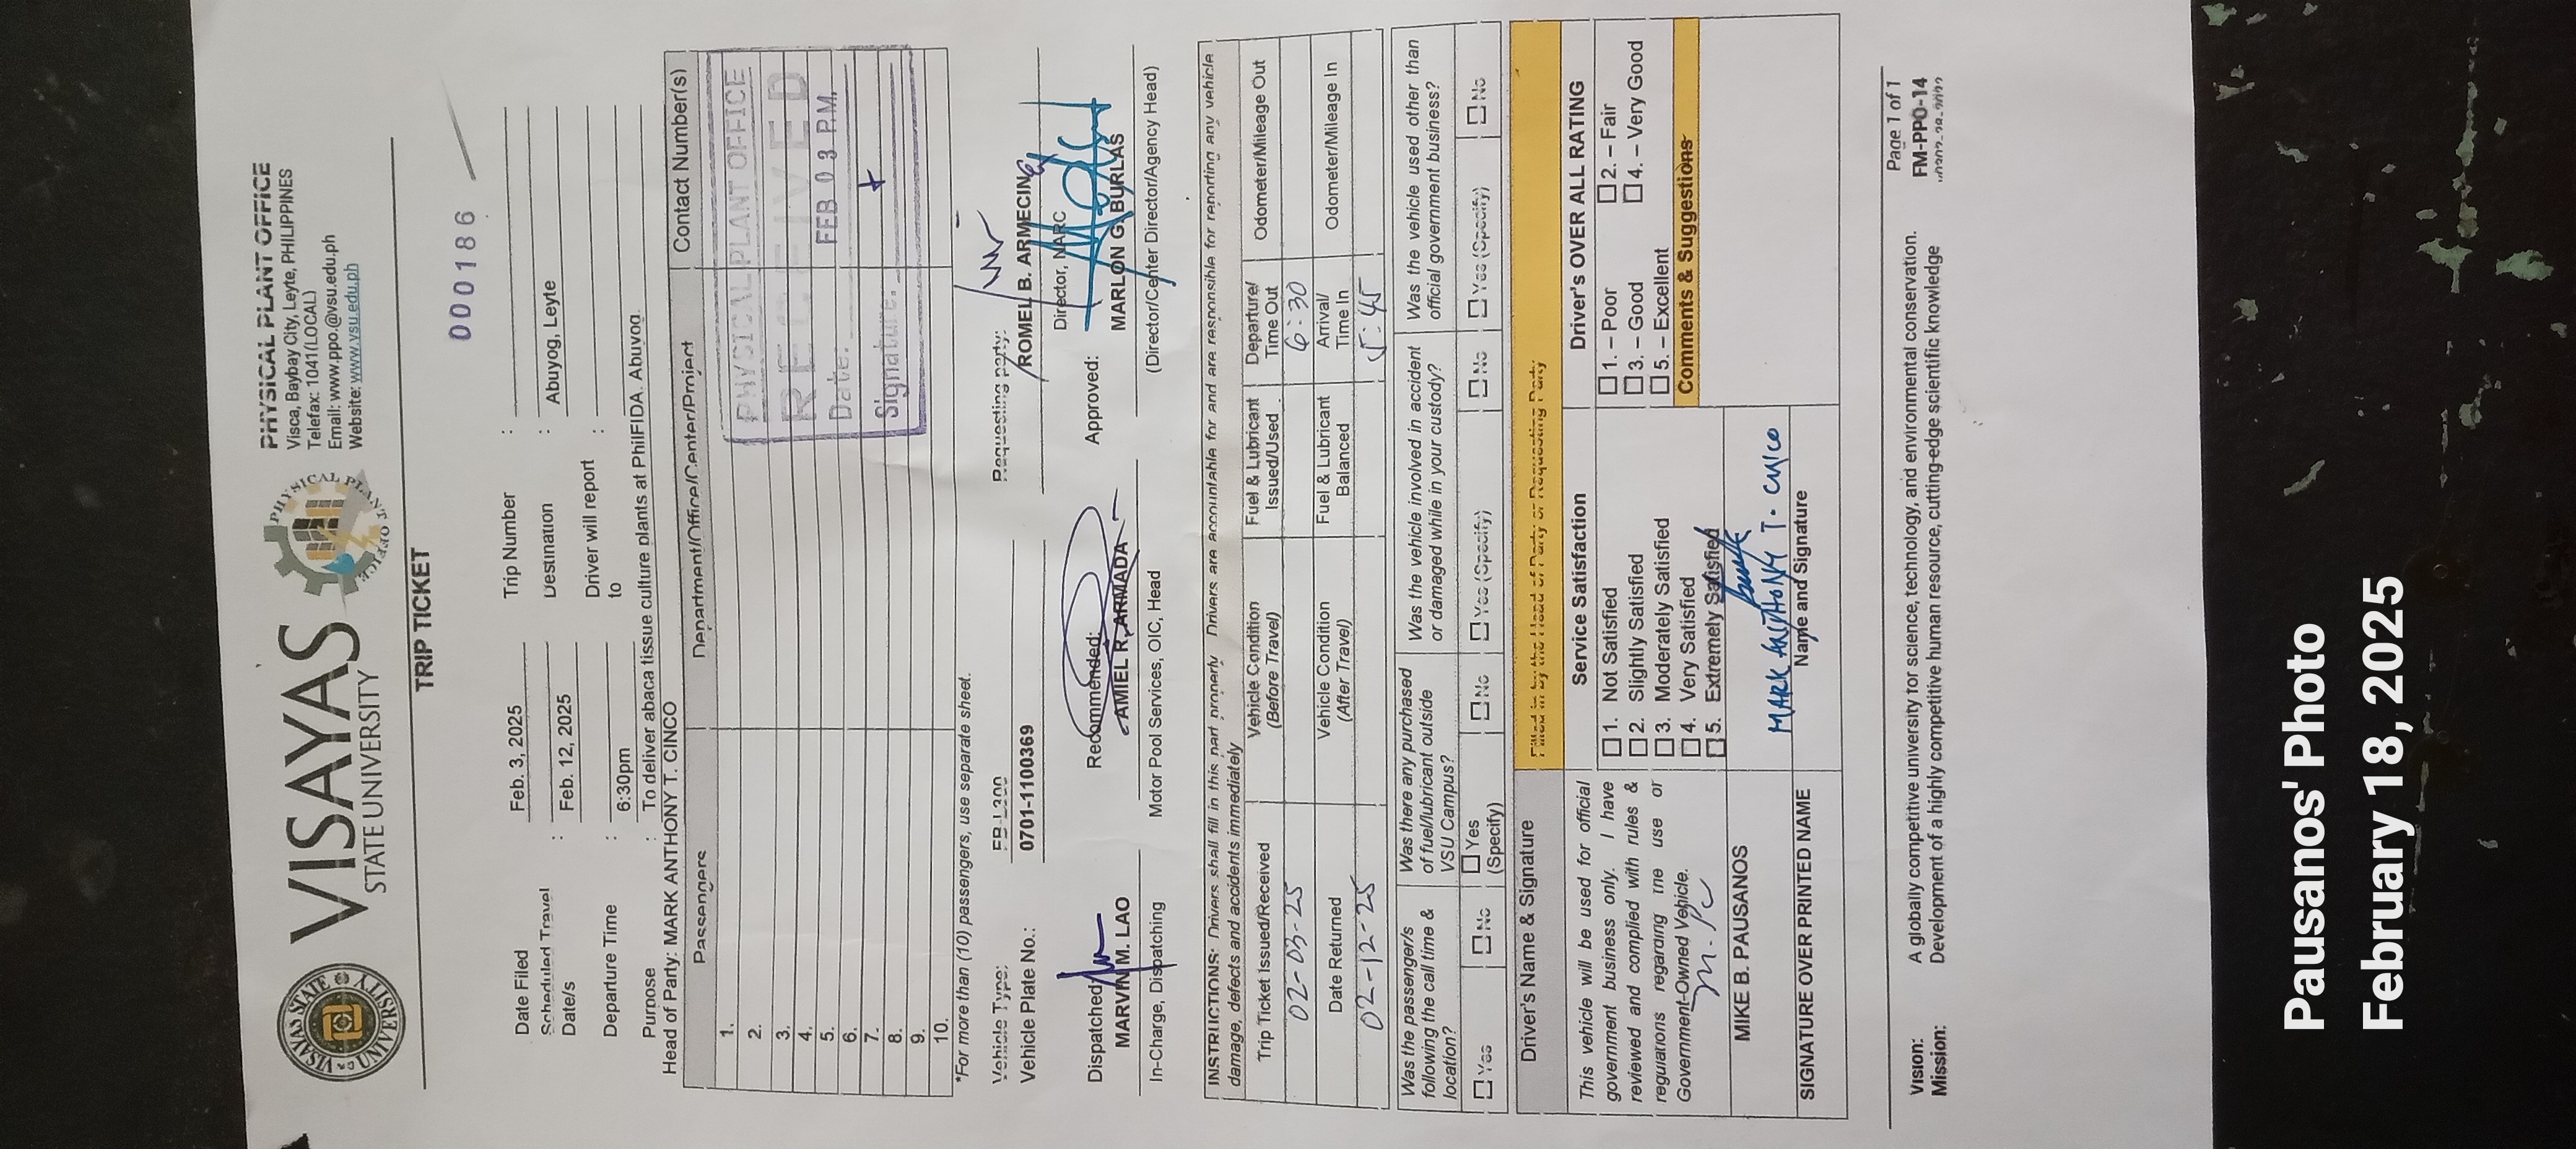 VISAYAS
STATE UNIVERSITY
VISAYAS STATE UNIVERSITY
PHYSICAL PLANT OFFICE
PHYSICAL PLANT OFFICE
Visca, Baybay City, Leyte, PHILIPPINES
Telefax: 1041(LOCAL)
Email: www.ppo.@vsu.edu.ph
Website: www.vsu.edu.ph
TRIP TICKET
0000186
Date Filed Feb. 3, 2025 Trip Number :
Scheduled Travel Date/s : Feb. 12, 2025 Destination : Abuyog, Leyte
Departure Time : 6:30pm Driver will report to :
Purpose : To deliver abaca tissue culture plants at PhilFIDA. Abuyog.
Head of Party: MARK ANTHONY T. CINCO
Passengers Department/Office/Center/Project Contact Number(s)
1.
2.
3.
4.
5.
6.
7.
8.
9.
10.
PHYSICAL PLANT OFFICE
RECEIVED
Date: FEB 03 P.M.
Signature:
*For more than (10) passengers, use separate sheet.
Vehicle Type: FB-L300 Requesting party:
Vehicle Plate No.: 0701-1100369 ROMEL B. ARMECIN
Director, NARC
Dispatched: Recommended: Approved:
MARVIN M. LAO AMIEL R. ARMADA MARLON G. BURLAS
In-Charge, Dispatching Motor Pool Services, OIC, Head (Director/Center Director/Agency Head)
INSTRUCTIONS: Drivers shall fill in this part properly Drivers are accountable for and are responsible for reporting any vehicle
damage, defects and accidents immediately
Trip Ticket Issued/Received Vehicle Condition (Before Travel) Fuel & Lubricant Issued/Used Departure/ Time Out Odometer/Mileage Out
02-03-25 6:30
Date Returned Vehicle Condition (After Travel) Fuel & Lubricant Balanced Arrival/ Time In Odometer/Mileage In
02-12-25 5:45
Was the passenger/s following the call time & location? Was there any purchased of fuel/lubricant outside VSU Campus? Was the vehicle involved in accident or damaged while in your custody? Was the vehicle used other than official government business?
Yes No Yes (Specify) No Yes (Specify) No Yes (Specify) No
Driver's Name & Signature Filled in by the Head of Party or Requesting Party
This vehicle will be used for official
government business only. I have
reviewed and complied with rules &
regulations regarding the use or
Government-Owned Vehicle.
MIKE B. PAUSANOS
SIGNATURE OVER PRINTED NAME
Service Satisfaction
1. Not Satisfied
2. Slightly Satisfied
3. Moderately Satisfied
4. Very Satisfied
5. Extremely Satisfied
MARK ANTHONY T. CINCO
Name and Signature
Driver's OVER ALL RATING
1. – Poor 2. – Fair
3. – Good 4. – Very Good
5. – Excellent
Comments & Suggestions
Page 1 of 1
Vision: A globally competitive university for science, technology, and environmental conservation. FM-PPO-14
Mission: Development of a highly competitive human resource, cutting-edge scientific knowledge
Pausanos' Photo
February 18, 2025